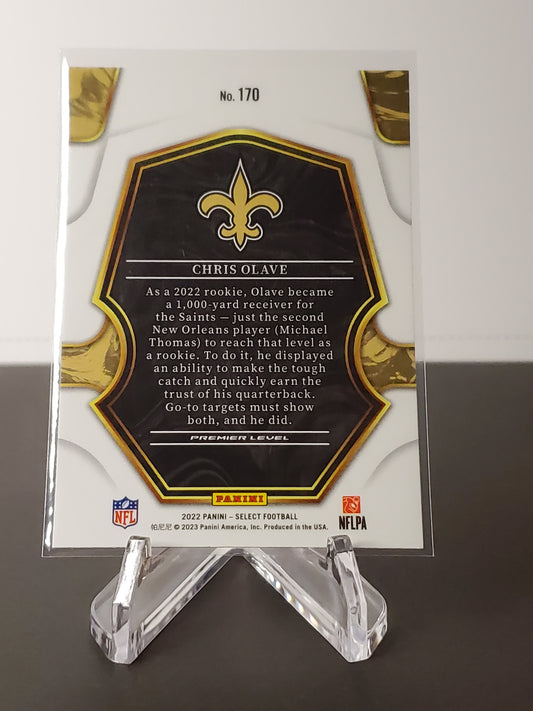 No. 170
CHRIS OLAVE
As a 2022 rookie, Olave became
a 1,000-yard receiver for
the Saints — just the second
New Orleans player (Michael
Thomas) to reach that level as
a rookie. To do it, he displayed
an ability to make the tough
catch and quickly earn the
trust of his quarterback.
Go-to targets must show
both, and he did.
PREMIER LEVEL
PANINI
NFL
2022 PANINI – SELECT FOOTBALL
帕尼尼 © 2023 Panini America, Inc. Produced in the USA.
NFLPA